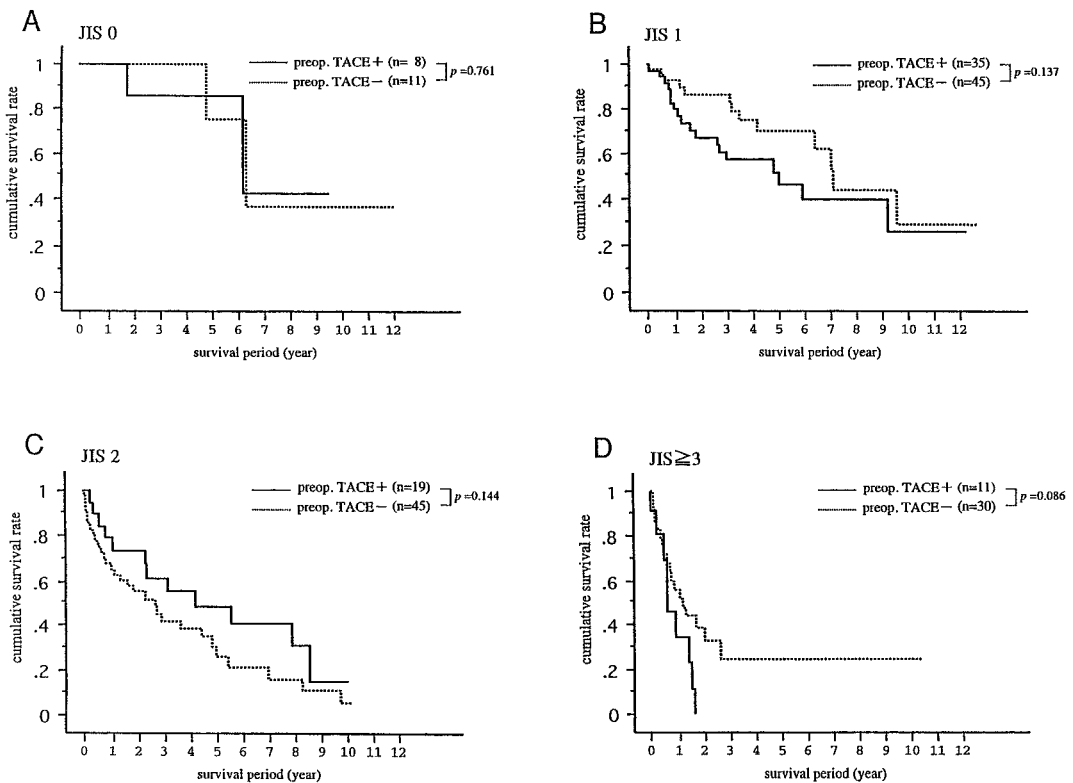 A
JIS 0
preop. TACE+ (n= 8)
preop. TACE− (n=11)
p=0.761
cumulative survival rate
1
.8
.6
.4
.2
0
0 1 2 3 4 5 6 7 8 9 10 11 12
survival period (year)
B
JIS 1
preop. TACE+ (n=35)
preop. TACE− (n=45)
p=0.137
cumulative survival rate
1
.8
.6
.4
.2
0
0 1 2 3 4 5 6 7 8 9 10 11 12
survival period (year)
C
JIS 2
preop. TACE+ (n=19)
preop. TACE− (n=45)
p=0.144
cumulative survival rate
1
.8
.6
.4
.2
0
0 1 2 3 4 5 6 7 8 9 10 11 12
survival period (year)
D
JIS≧3
preop. TACE+ (n=11)
preop. TACE− (n=30)
p=0.086
cumulative survival rate
1
.8
.6
.4
.2
0
0 1 2 3 4 5 6 7 8 9 10 11 12
survival period (year)